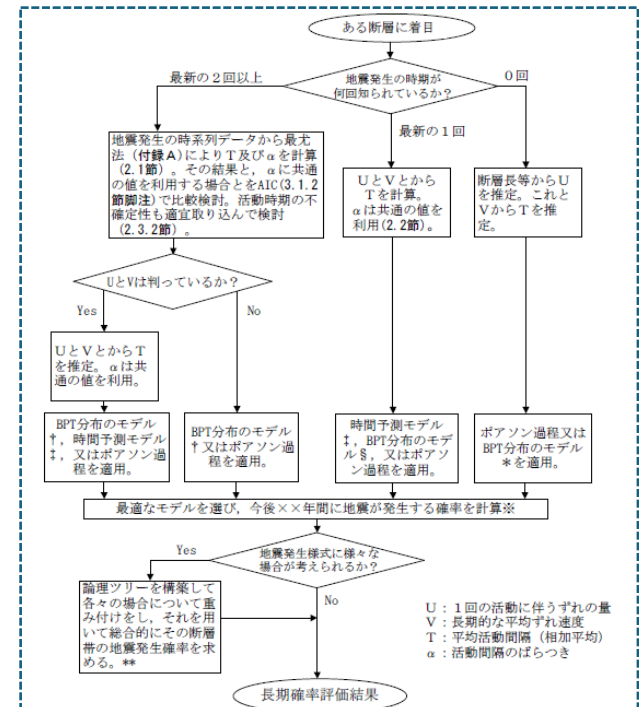 ある断層に着目
地震発生の時期が
何回知られているか?
最新の2回以上
0回
最新の1回
地震発生の時系列データから最尤
法(付録A)によりT及びαを計算
(2.1節)。その結果と,αに共通
の値を利用する場合とをAIC(3.1.2
節脚注)で比較検討。活動時期の不
確定性も適宜取り込んで検討
(2.3.2節)。
UとVとから
Tを計算。
αは共通の値を
利用(2.2節)。
断層長等から
Uを推定。これと
VからTを推
定。
UとVは判っているか?
Yes
No
UとVとからT
を推定。αは共
通の値を利用。
BPT分布のモデル
†,時間予測モデル
‡,又はポアソン過
程を適用。
BPT分布のモデル
†又はポアソン過
程を適用。
時間予測モデル
‡,BPT分布のモデ
ル§,又はポアソ
ン過程を適用。
ポアソン過程又は
BPT分布のモデル
*を適用。
最適なモデルを選び,今後××年間に地震が発生する確率を計算※
地震発生様式に様々な
場合が考えられるか?
Yes
No
論理ツリーを構築して
各々の場合について重
み付けをし,それを用
いて総合的にその断層
帯の地震発生確率を求
める。**
U:1回の活動に伴うずれの量
V:長期的な平均ずれ速度
T:平均活動間隔(相加平均)
α:活動間隔のばらつき
長期確率評価結果